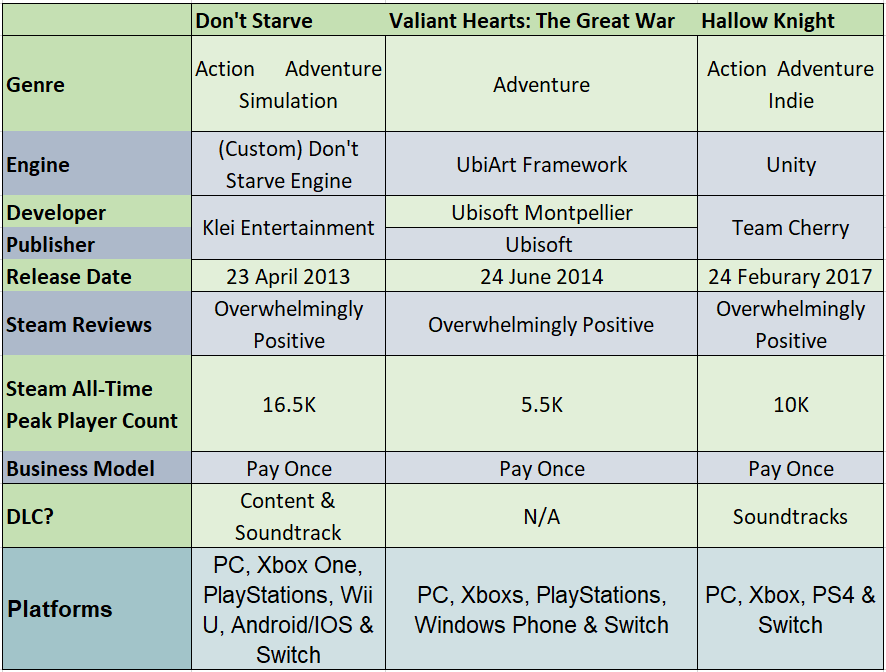 Don't Starve
Valiant Hearts: The Great War
Hallow Knight
Genre
Action Adventure
Simulation
Adventure
Action Adventure
Indie
Engine
(Custom) Don't
Starve Engine
UbiArt Framework
Unity
Developer
Publisher
Klei Entertainment
Ubisoft Montpellier
Ubisoft
Team Cherry
Release Date
23 April 2013
24 June 2014
24 Feburary 2017
Steam Reviews
Overwhelmingly
Positive
Overwhelmingly Positive
Overwhelmingly
Positive
Steam All-Time
Peak Player Count
16.5K
5.5K
10K
Business Model
Pay Once
Pay Once
Pay Once
DLC?
Content &
Soundtrack
N/A
Soundtracks
Platforms
PC, Xbox One,
PlayStations, Wii
U, Android/IOS &
Switch
PC, Xboxs, PlayStations,
Windows Phone & Switch
PC, Xbox, PS4 &
Switch